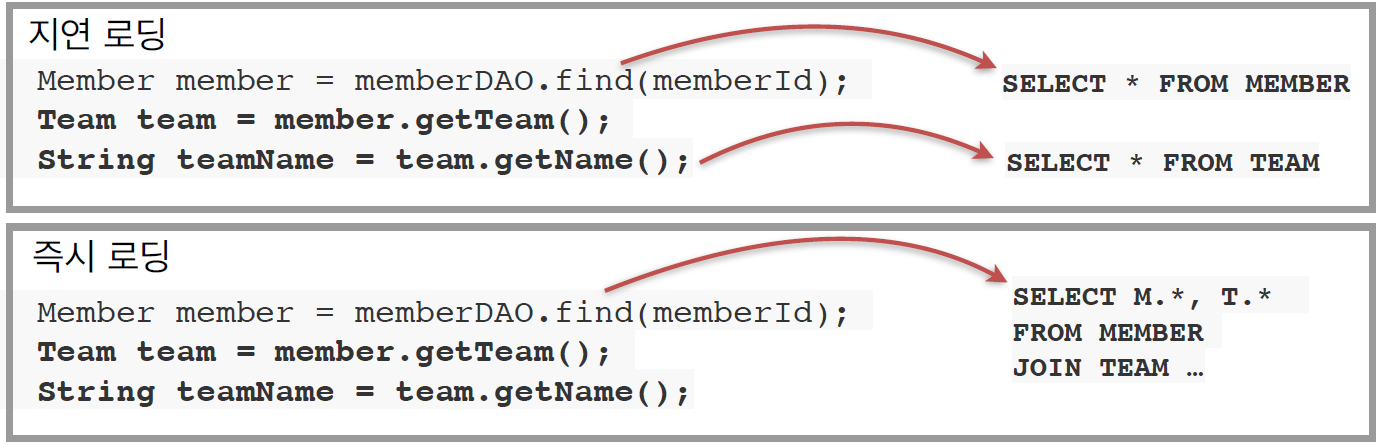 지연 로딩
Member member = memberDAO.find(memberId);
SELECT * FROM MEMBER
Team team = member.getTeam();
String teamName = team.getName();
SELECT * FROM TEAM
즉시 로딩
Member member = memberDAO.find(memberId);
Team team = member.getTeam();
String teamName = team.getName();
SELECT M.*, T.*
FROM MEMBER
JOIN TEAM …